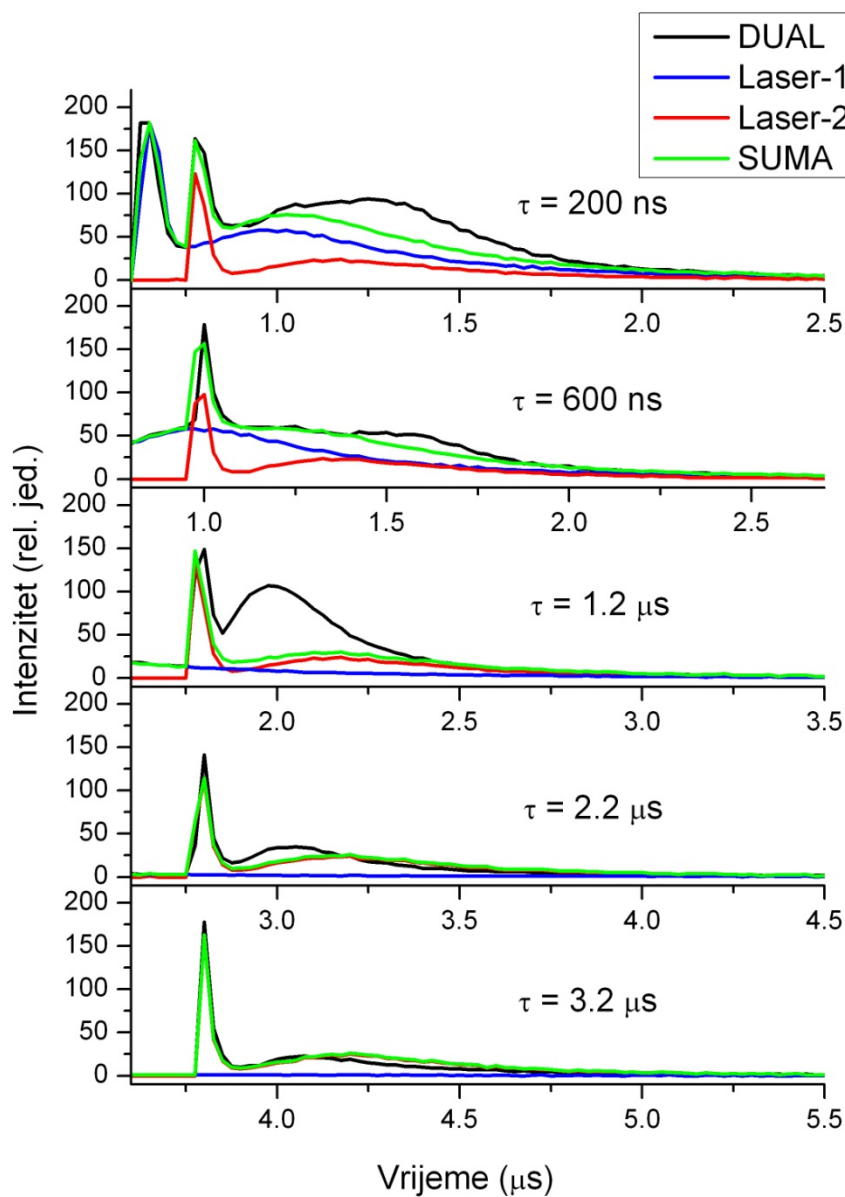 DUAL
Laser-1
Laser-2
SUMA
200
150
100
50
0
τ = 200 ns
1.0 1.5 2.0 2.5
200
150
100
50
0
τ = 600 ns
1.0 1.5 2.0 2.5
200
150
100
50
0
τ = 1.2 μs
2.0 2.5 3.0 3.5
200
150
100
50
0
τ = 2.2 μs
3.0 3.5 4.0 4.5
200
150
100
50
0
τ = 3.2 μs
4.0 4.5 5.0 5.5
Intenzitet (rel. jed.)
Vrijeme (μs)